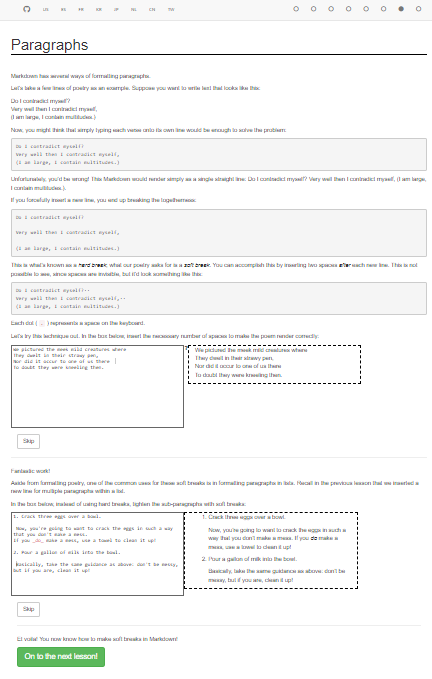 US ES FR KR JP NL CN TW
Paragraphs
Markdown has several ways of formatting paragraphs.
Let's take a few lines of poetry as an example. Suppose you want to write text that looks like this:
Do I contradict myself?
Very well then I contradict myself,
(I am large, I contain multitudes.)
Now, you might think that simply typing each verse onto its own line would be enough to solve the problem:
Do I contradict myself?
Very well then I contradict myself,
(I am large, I contain multitudes.)
Unfortunately, you'd be wrong! This Markdown would render simply as a single straight line: Do I contradict myself? Very well then I contradict myself, (I am large,
I contain multitudes.).
If you forcefully insert a new line, you end up breaking the togetherness:
Do I contradict myself?
Very well then I contradict myself,
(I am large, I contain multitudes.)
This is what's known as a hard break; what our poetry asks for is a soft break. You can accomplish this by inserting two spaces after each new line. This is not
possible to see, since spaces are invisible, but it'd look something like this:
Do I contradict myself?··
Very well then I contradict myself,··
(I am large, I contain multitudes.)
Each dot ( · ) represents a space on the keyboard.
Let's try this technique out. In the box below, insert the necessary number of spaces to make the poem render correctly:
We pictured the meek mild creatures where
They dwelt in their strawy pen,
Nor did it occur to one of us there
To doubt they were kneeling then.
We pictured the meek mild creatures where
They dwelt in their strawy pen,
Nor did it occur to one of us there
To doubt they were kneeling then.
Skip
Fantastic work!
Aside from formatting poetry, one of the common uses for these soft breaks is in formatting paragraphs in lists. Recall in the previous lesson that we inserted a
new line for multiple paragraphs within a list.
In the box below, instead of using hard breaks, tighten the sub-paragraphs with soft breaks:
1. Crack three eggs over a bowl.
Now, you're going to want to crack the eggs in such a way
that you don't make a mess.
If you _do_ make a mess, use a towel to clean it up!
2. Pour a gallon of milk into the bowl.
Basically, take the same guidance as above: don't be messy,
but if you are, clean it up!
1. Crack three eggs over a bowl.
Now, you're going to want to crack the eggs in such a
way that you don't make a mess. If you do make a
mess, use a towel to clean it up!
2. Pour a gallon of milk into the bowl.
Basically, take the same guidance as above: don't be
messy, but if you are, clean it up!
Skip
Et voila! You now know how to make soft breaks in Markdown!
On to the next lesson!